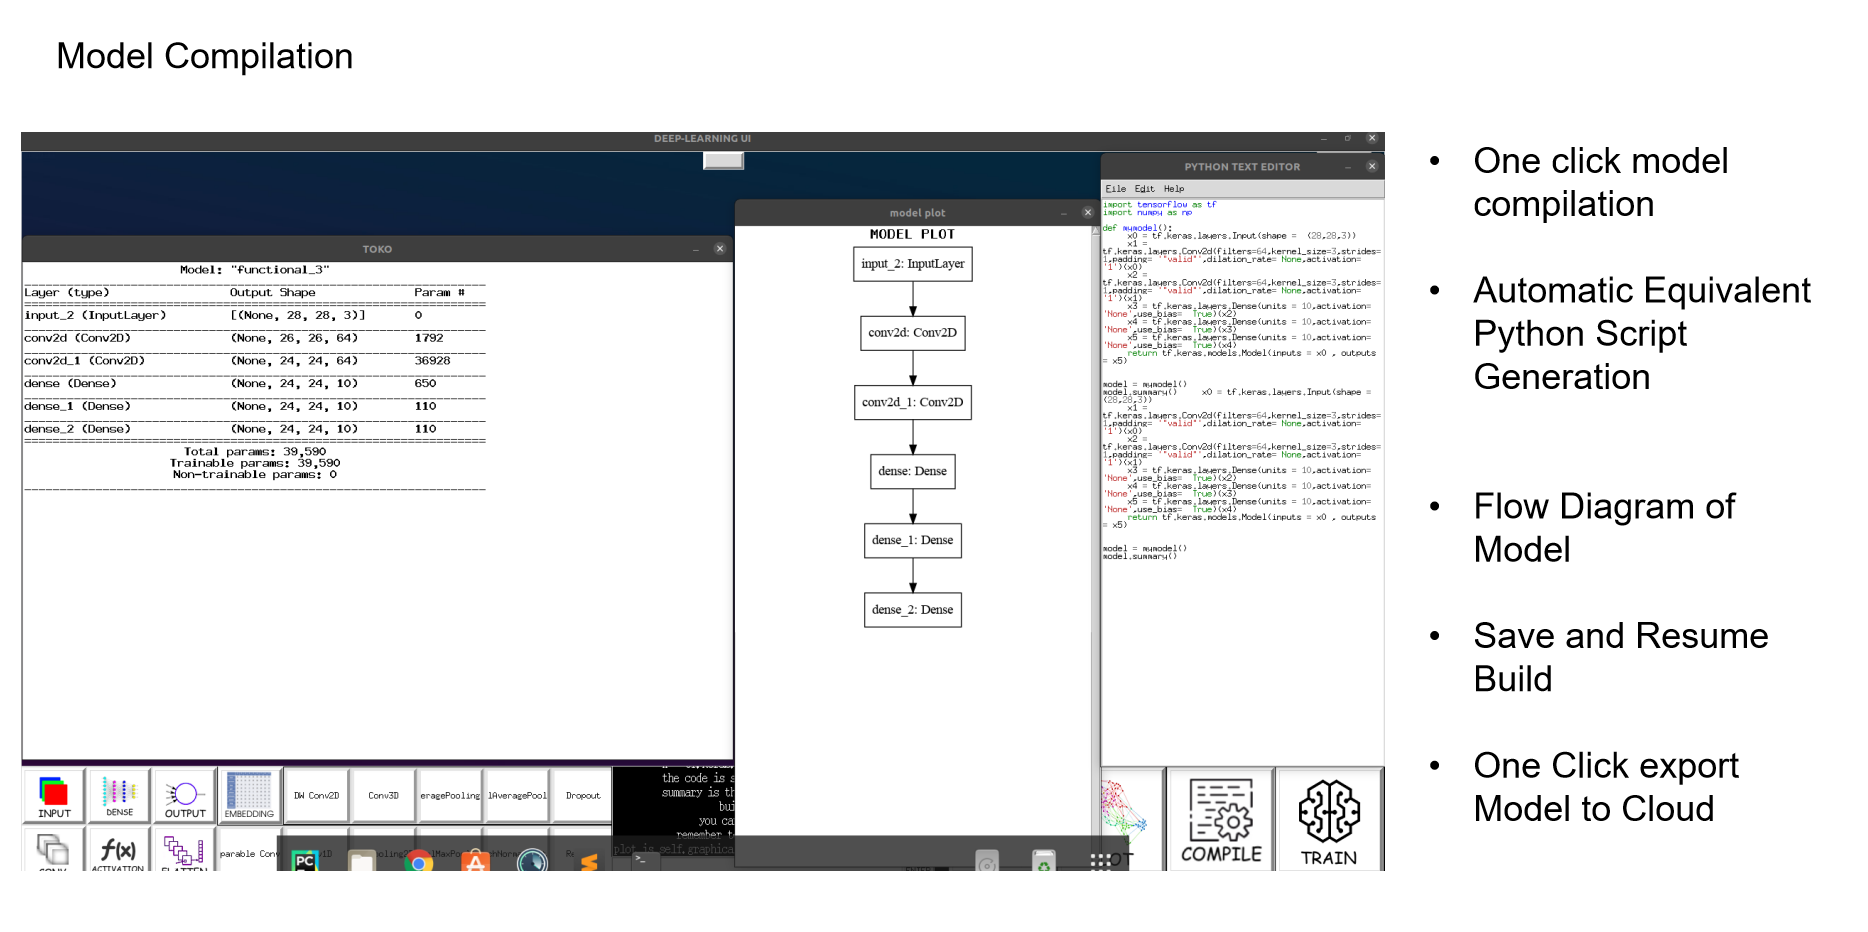 Model Compilation
DEEP-LEARNING UI
TOKO
Model: "functional_3"
Layer (type) Output Shape Param #
input_2 (InputLayer) [(None, 28, 28, 3)] 0
conv2d (Conv2D) (None, 26, 26, 64) 1792
conv2d_1 (Conv2D) (None, 24, 24, 64) 36928
dense (Dense) (None, 24, 24, 10) 650
dense_1 (Dense) (None, 24, 24, 10) 110
dense_2 (Dense) (None, 24, 24, 10) 110
Total params: 39,590
Trainable params: 39,590
Non-trainable params: 0
model plot
MODEL PLOT
input_2: InputLayer
conv2d: Conv2D
conv2d_1: Conv2D
dense: Dense
dense_1: Dense
dense_2: Dense
PYTHON TEXT EDITOR
File Edit Help
import tensorflow as tf
import numpy as np
def mymodel():
x0 = tf.keras.layers.Input(shape = (28,28,3))
x1 =
tf.keras.layers.Conv2d(filters=64,kernel_size=3,strides=
1,padding= '"valid"',dilation_rate= None,activation=
'1')(x0)
x2 =
tf.keras.layers.Conv2d(filters=64,kernel_size=3,strides=
1,padding= '"valid"',dilation_rate= None,activation=
'1')(x1)
x3 = tf.keras.layers.Dense(units = 10,activation=
'None',use_bias= True)(x2)
x4 = tf.keras.layers.Dense(units = 10,activation=
'None',use_bias= True)(x3)
x5 = tf.keras.layers.Dense(units = 10,activation=
'None',use_bias= True)(x4)
return tf.keras.models.Model(inputs = x0 , outputs
= x5)
model = mymodel()
model.summary() x0 = tf.keras.layers.Input(shape =
(28,28,3))
x1 =
tf.keras.layers.Conv2d(filters=64,kernel_size=3,strides=
1,padding= '"valid"',dilation_rate= None,activation=
'1')(x0)
x2 =
tf.keras.layers.Conv2d(filters=64,kernel_size=3,strides=
1,padding= '"valid"',dilation_rate= None,activation=
'1')(x1)
x3 = tf.keras.layers.Dense(units = 10,activation=
'None',use_bias= True)(x2)
x4 = tf.keras.layers.Dense(units = 10,activation=
'None',use_bias= True)(x3)
x5 = tf.keras.layers.Dense(units = 10,activation=
'None',use_bias= True)(x4)
return tf.keras.models.Model(inputs = x0 , outputs
= x5)
model = mymodel()
model.summary()
INPUT DENSE OUTPUT EMBEDDING DW Conv2D Conv3D eragePooling lAveragePool Dropout
the code is s
summary is th
bui
you ca
remember t
plot is self.graphica
f(x)
ACTIVATION
parable Conv
PC
COMPILE
TRAIN
• One click model
compilation
• Automatic Equivalent
Python Script
Generation
• Flow Diagram of
Model
• Save and Resume
Build
• One Click export
Model to Cloud